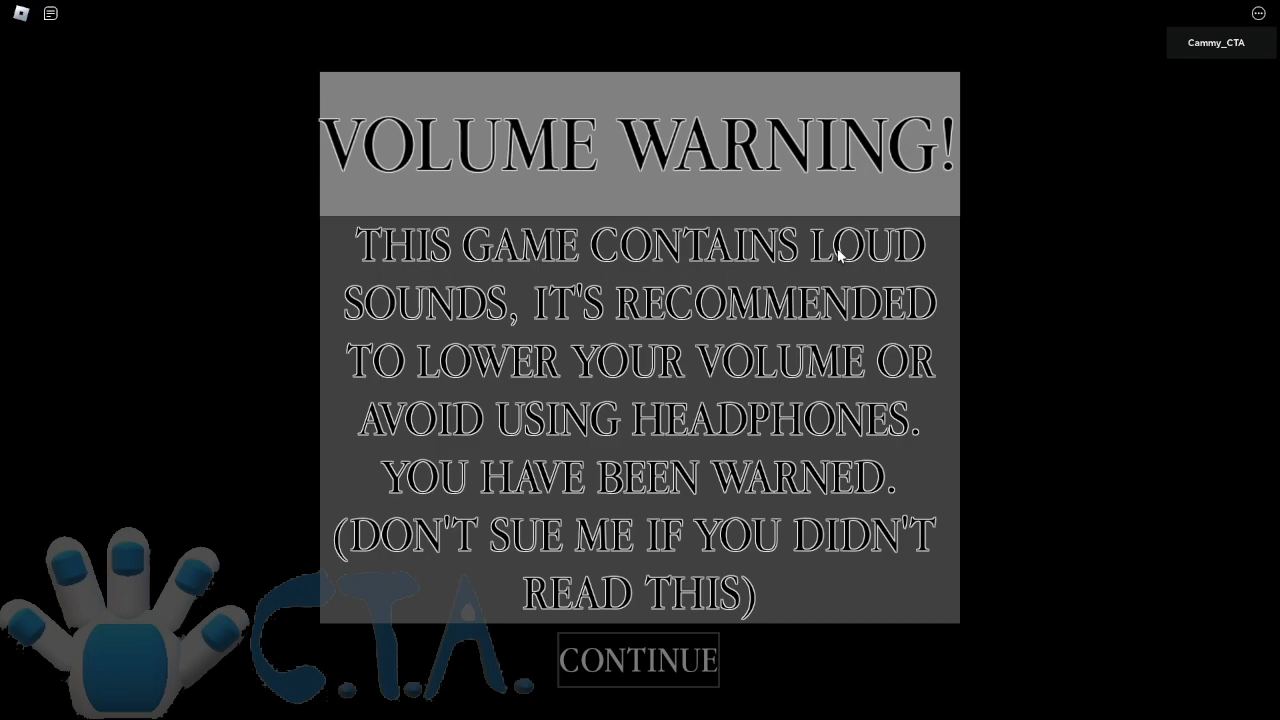 Cammy_CTA
VOLUME WARNING!
THIS GAME CONTAINS LOUD
SOUNDS, IT'S RECOMMENDED
TO LOWER YOUR VOLUME OR
AVOID USING HEADPHONES.
YOU HAVE BEEN WARNED.
(DON'T SUE ME IF YOU DIDN'T
READ THIS)
C.T.A.
CONTINUE